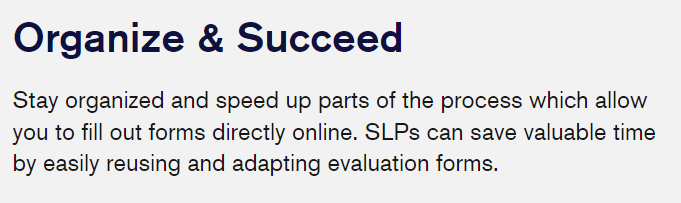 Organize & Succeed
Stay organized and speed up parts of the process which allow
you to fill out forms directly online. SLPs can save valuable time
by easily reusing and adapting evaluation forms.